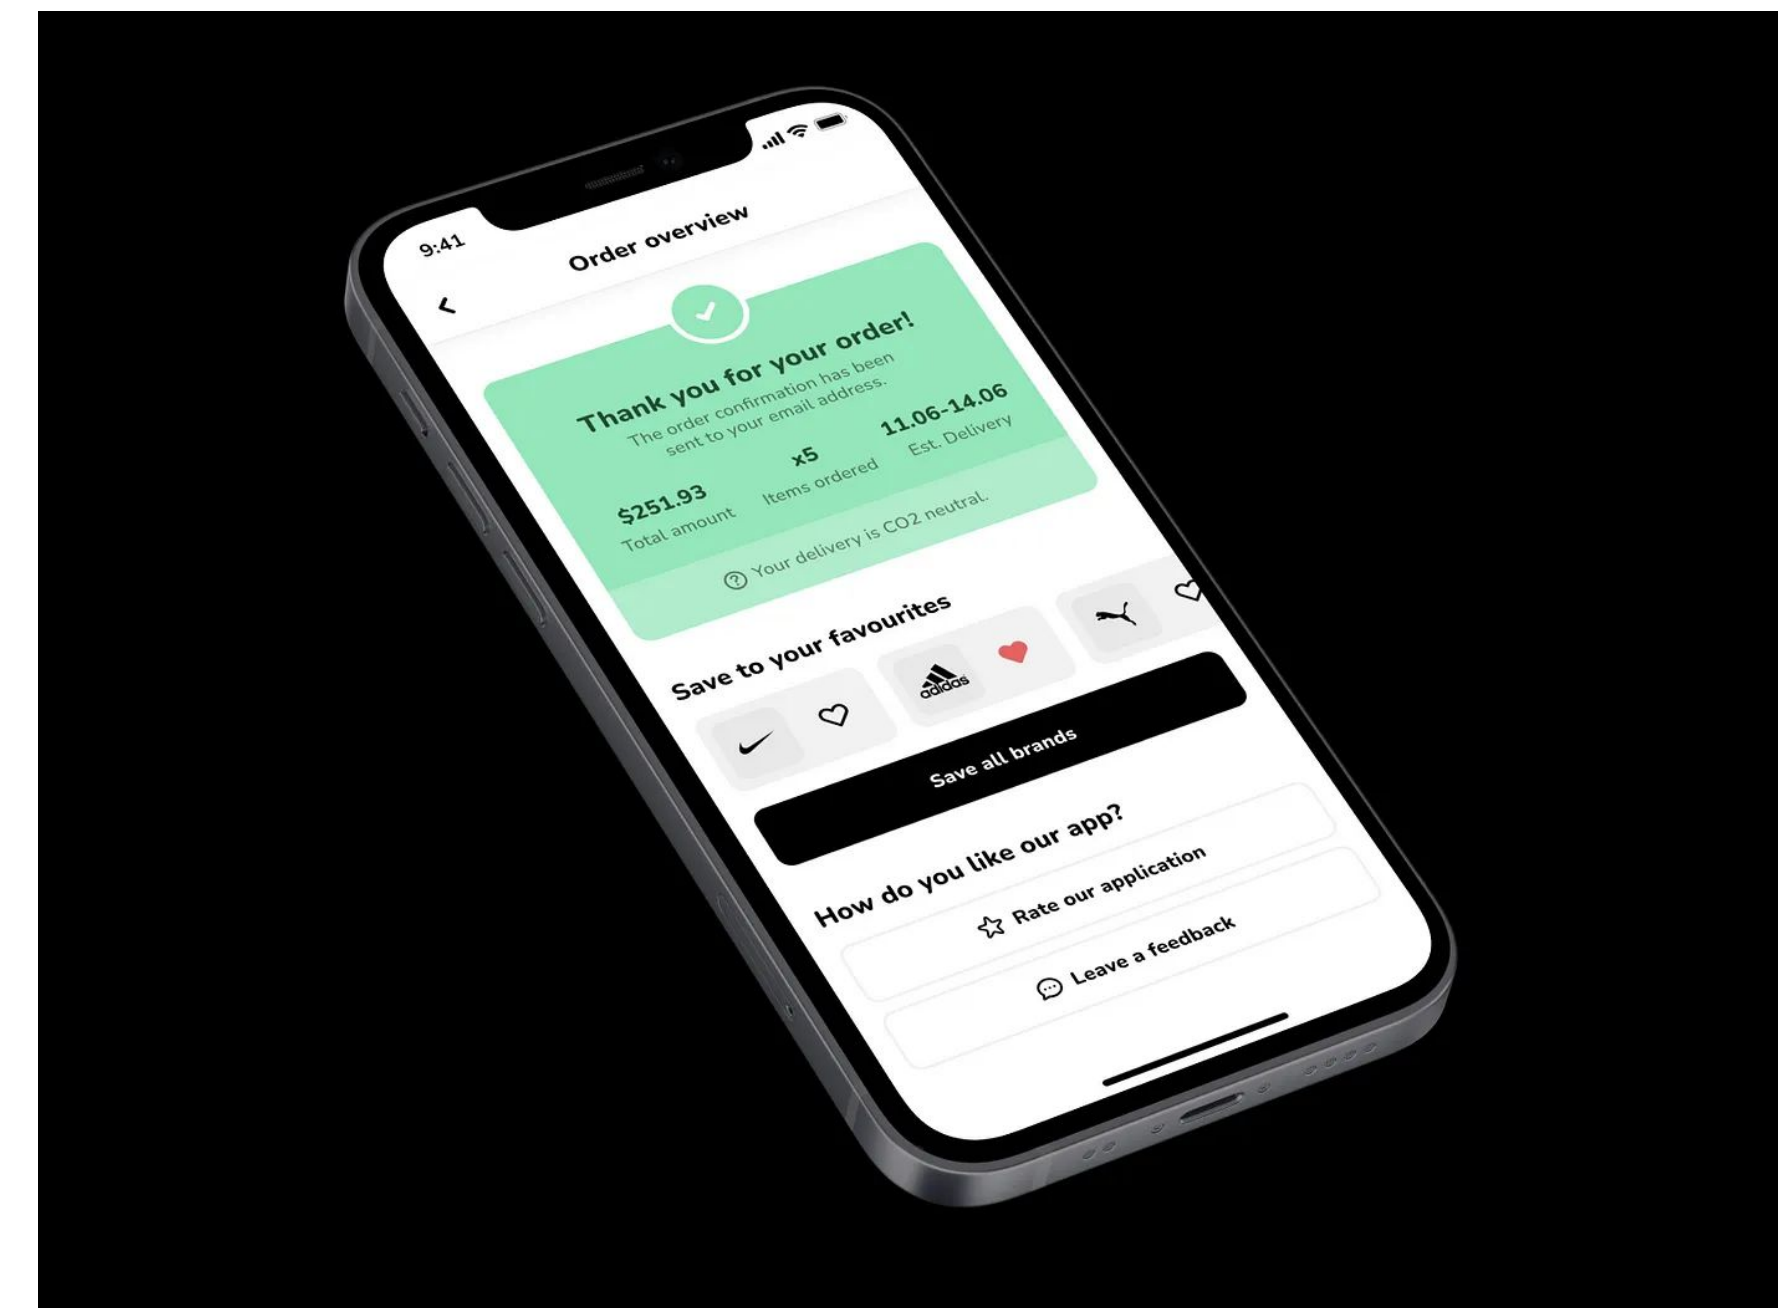 9:41
Order overview
Thank you for your order!
The order confirmation has been
sent to your email address.
$251.93
Total amount
x5
Items ordered
11.06-14.06
Est. Delivery
Your delivery is CO2 neutral.
Save to your favourites
adidas
Save all brands
How do you like our app?
Rate our application
Leave a feedback